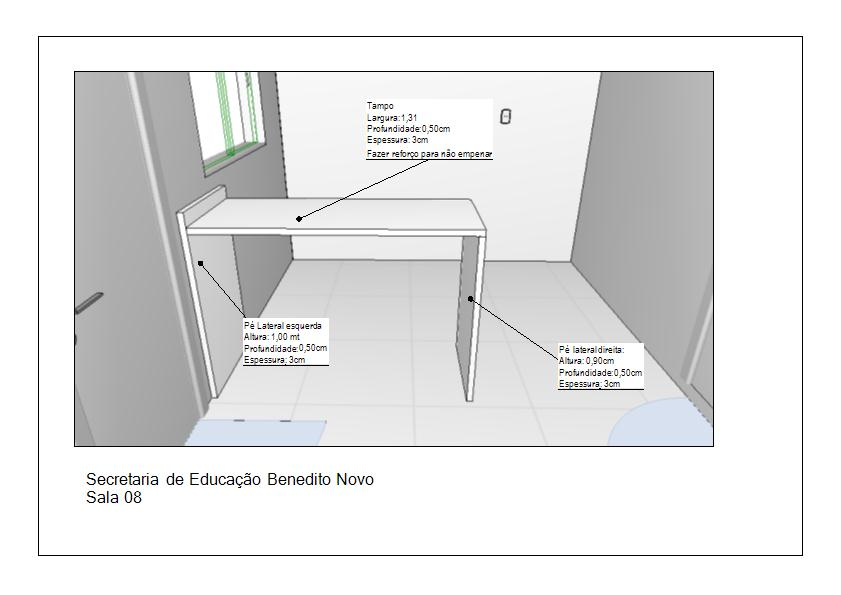 Tampo
Largura:1,31
Profundidade:0,50cm
Espessura: 3cm
Fazer reforço para não empenar
Pé Lateral esquerda
Altura: 1,00 mt
Profundidade:0,50cm
Espessura; 3cm
Pé lateral direita:
Altura: 0,90cm
Profundidade:0,50cm
Espessura; 3cm
Secretaria de Educação Benedito Novo
Sala 08